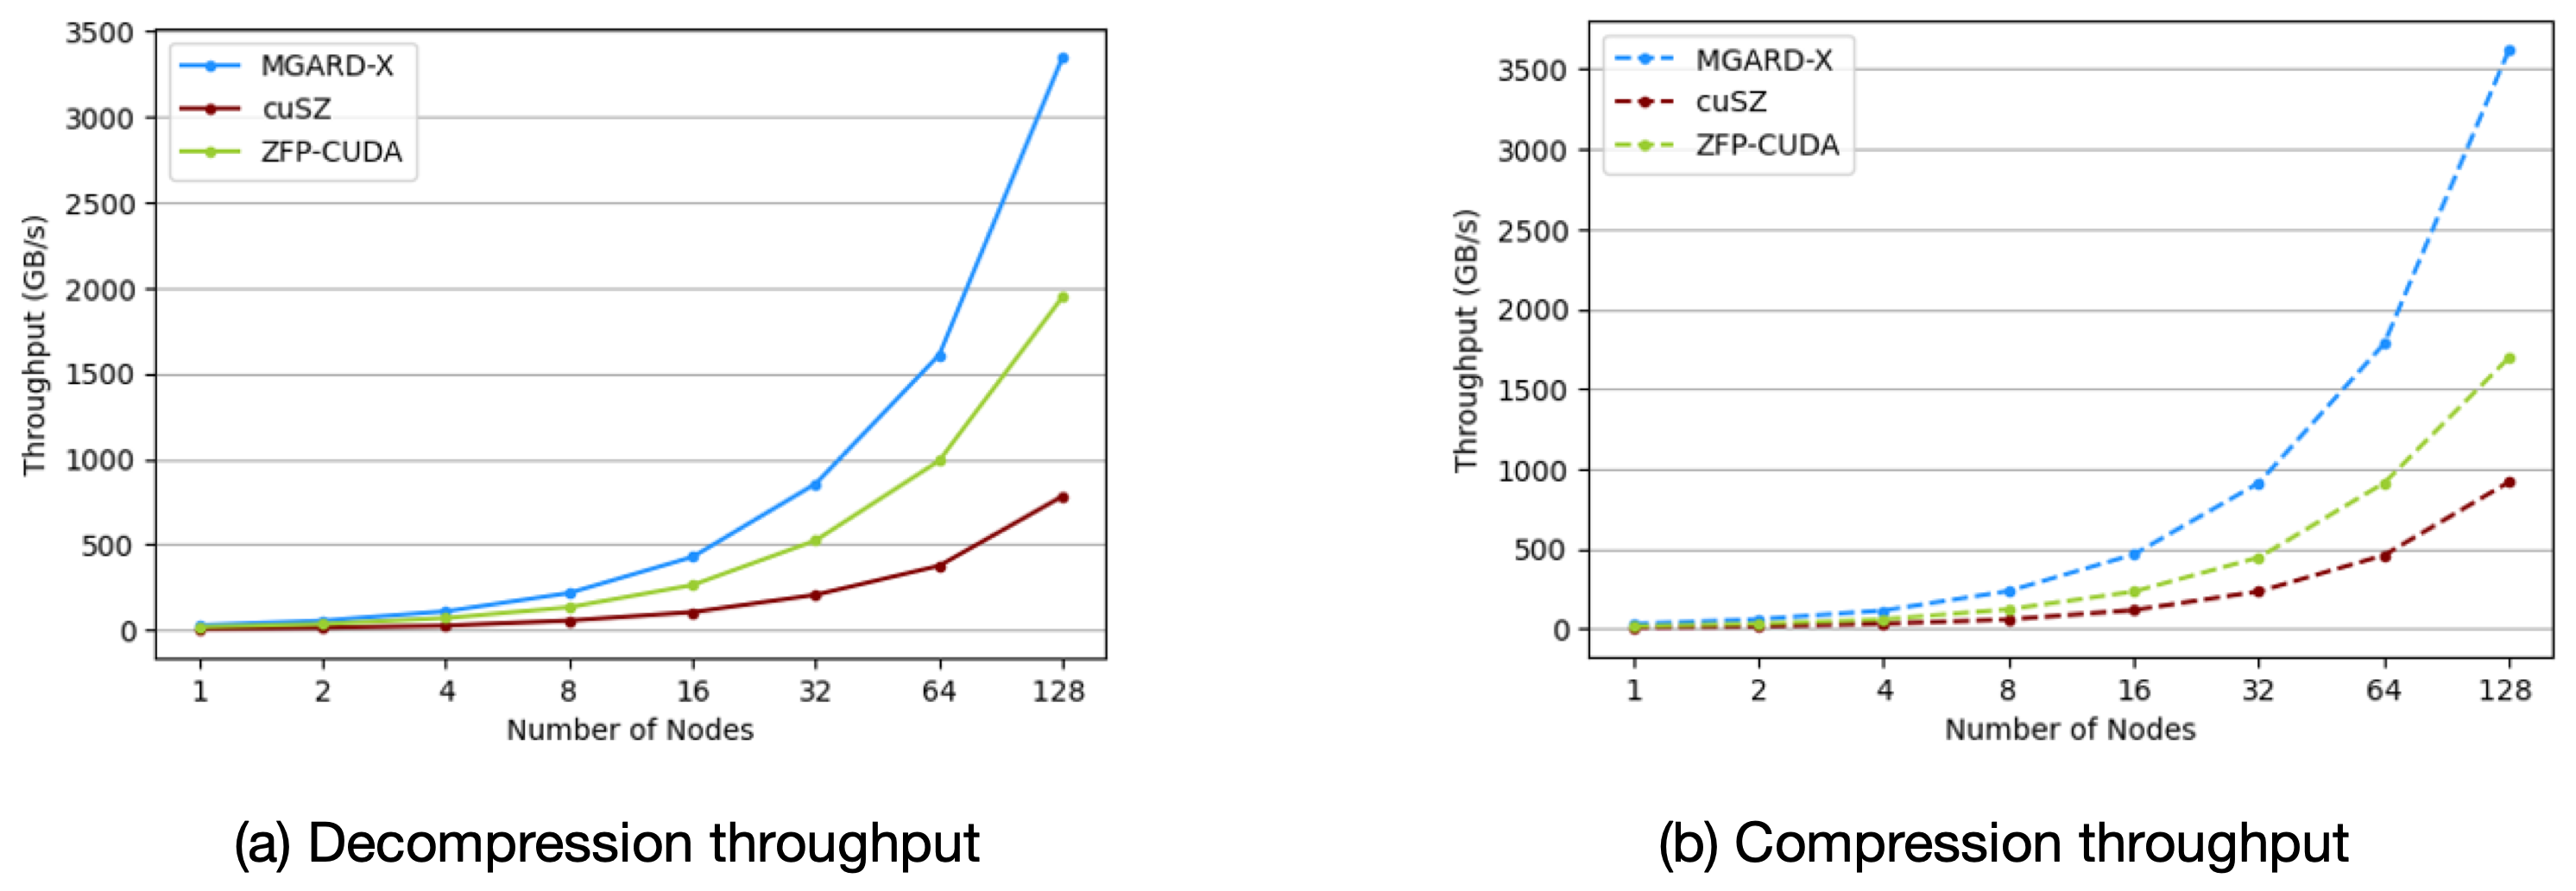 3500
3000
2500
2000
1500
1000
500
0
Throughput (GB/s)
MGARD-X
cuSZ
ZFP-CUDA
1 2 4 8 16 32 64 128
Number of Nodes
(a) Decompression throughput
3500
3000
2500
2000
1500
1000
500
0
Throughput (GB/s)
MGARD-X
cuSZ
ZFP-CUDA
1 2 4 8 16 32 64 128
Number of Nodes
(b) Compression throughput